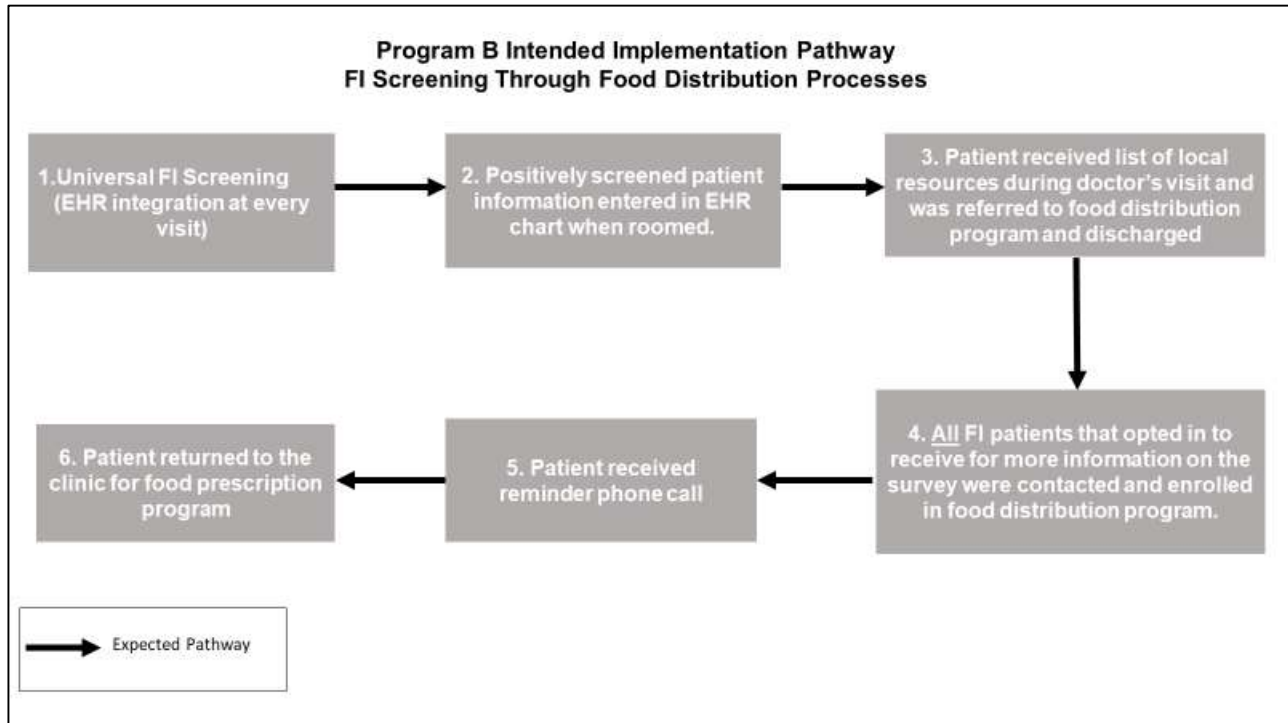 Program B Intended Implementation Pathway
FI Screening Through Food Distribution Processes
1.Universal FI Screening
(EHR integration at every
visit)
2. Positively screened patient
information entered in EHR
chart when roomed.
3. Patient received list of local
resources during doctor's visit and
was referred to food distribution
program and discharged
4. All FI patients that opted in to
receive for more information on the
survey were contacted and enrolled
in food distribution program.
5. Patient received
reminder phone call
6. Patient returned to the
clinic for food prescription
program
Expected Pathway